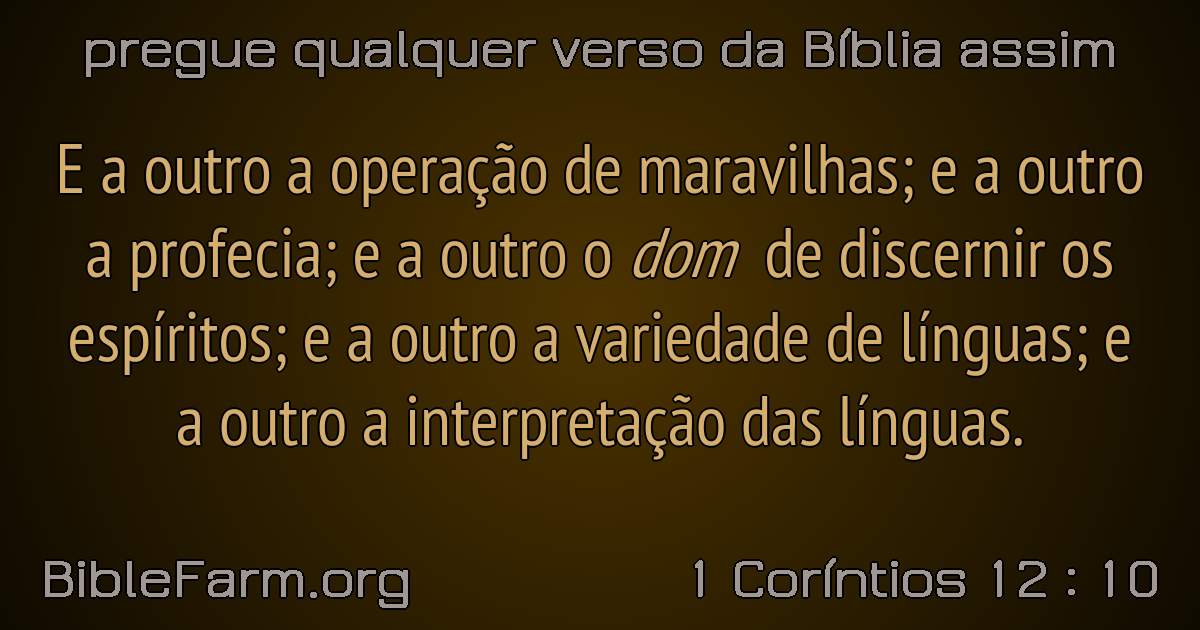 pregue qualquer verso da Bíblia assim
E a outro a operação de maravilhas; e a outro
a profecia; e a outro o dom de discernir os
espíritos; e a outro a variedade de línguas; e
a outro a interpretação das línguas.
BibleFarm.org
1 Coríntios 12 : 10